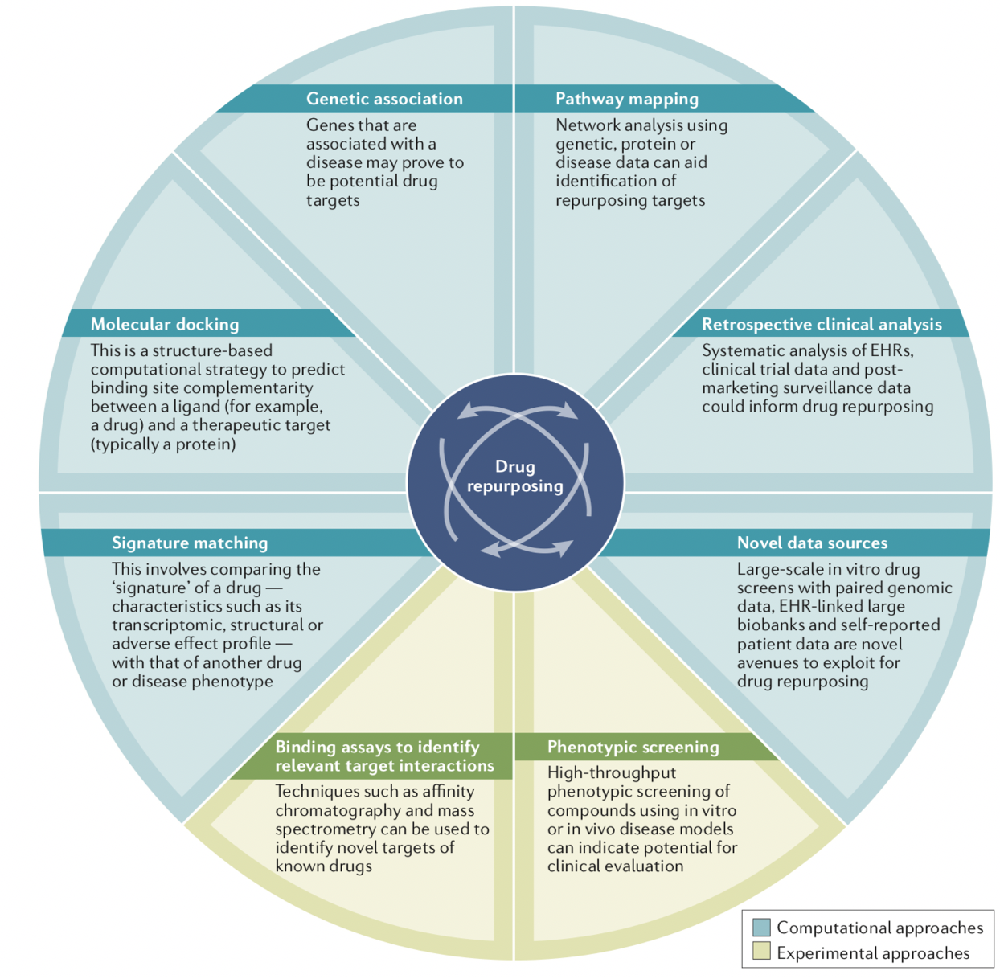 Genetic association
Genes that are
associated with a
disease may prove to
be potential drug
targets
Pathway mapping
Network analysis using
genetic, protein or
disease data can aid
identification of
repurposing targets
Molecular docking
This is a structure-based
computational strategy to predict
binding site complementarity
between a ligand (for example,
a drug) and a therapeutic target
(typically a protein)
Retrospective clinical analysis
Systematic analysis of EHRs,
clinical trial data and post-
marketing surveillance data
could inform drug repurposing
Drug
repurposing
Signature matching
This involves comparing the
‘signature’ of a drug —
characteristics such as its
transcriptomic, structural or
adverse effect profile —
with that of another drug
or disease phenotype
Novel data sources
Large-scale in vitro drug
screens with paired genomic
data, EHR-linked large
biobanks and self-reported
patient data are novel
avenues to exploit for
drug repurposing
Binding assays to identify
relevant target interactions
Techniques such as affinity
chromatography and mass
spectrometry can be used to
identify novel targets of
known drugs
Phenotypic screening
High-throughput
phenotypic screening of
compounds using in vitro
or in vivo disease models
can indicate potential for
clinical evaluation
Computational approaches
Experimental approaches